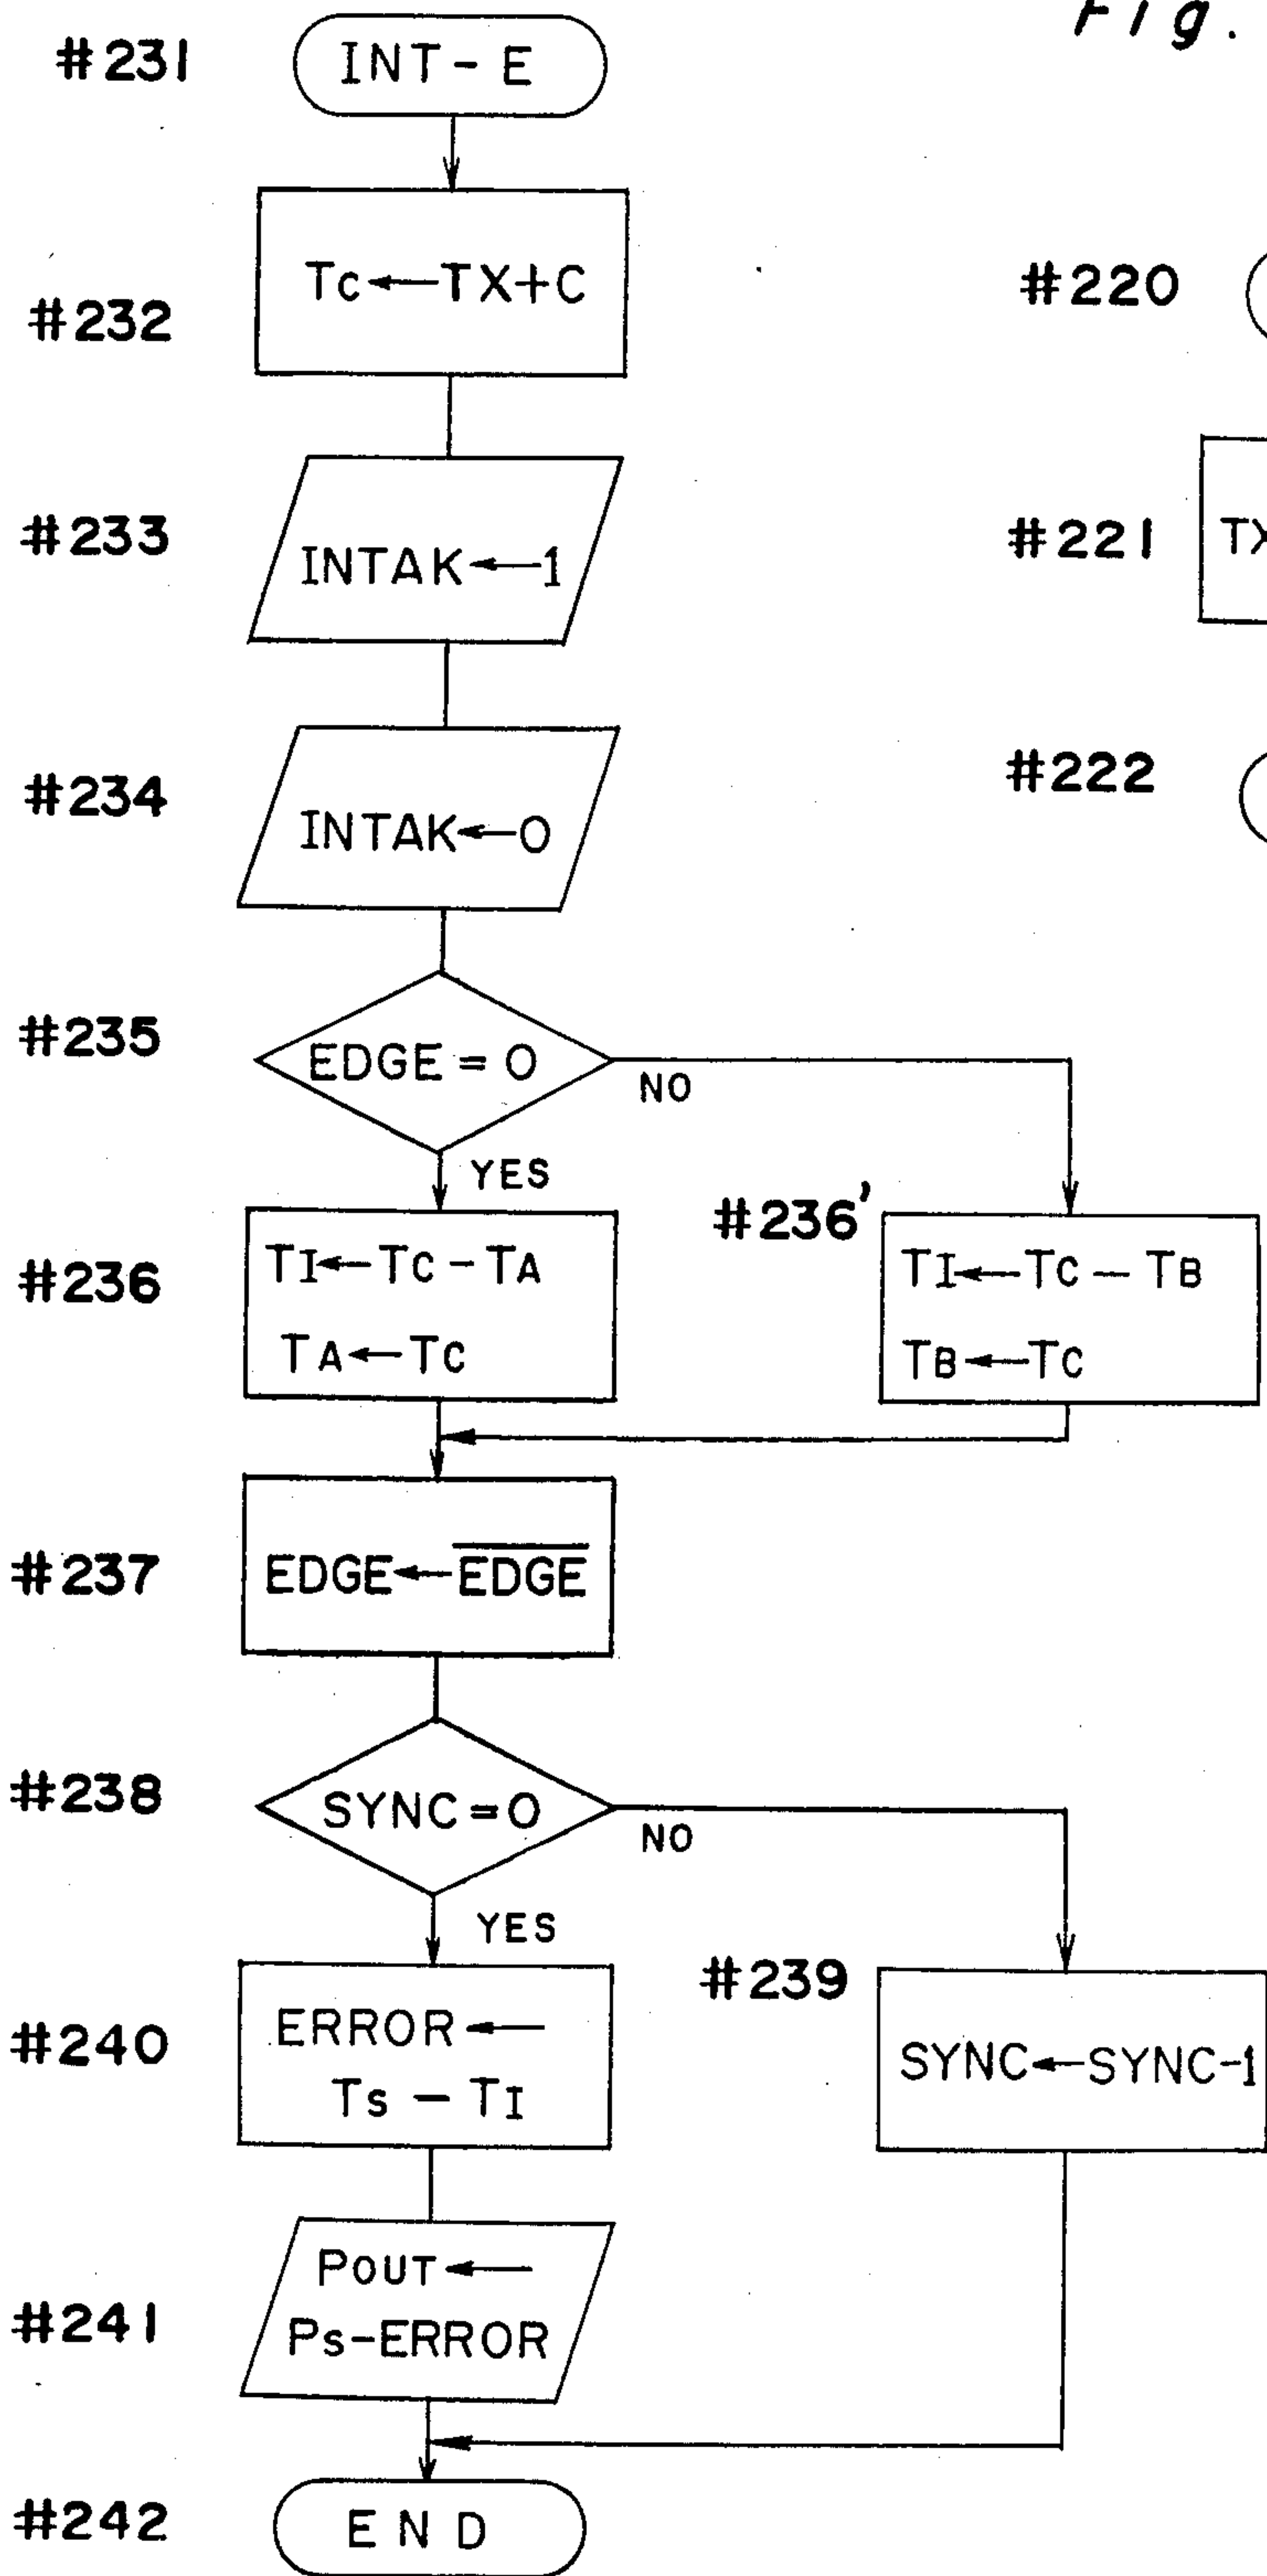 Fig.
#231
INT-E
#232
Tc←TX+C
#220
#233
INTAK←1
#221
TX
#234
INTAK←0
#222
#235
EDGE=0
NO
YES
#236
TI←TC-TA
TA←TC
#236'
TI←TC-TB
TB←TC
#237
EDGE←E̅D̅G̅E̅
#238
SYNC=0
NO
YES
#240
ERROR←
Ts-TI
#239
SYNC←SYNC-1
#241
POUT←
Ps-ERROR
#242
END